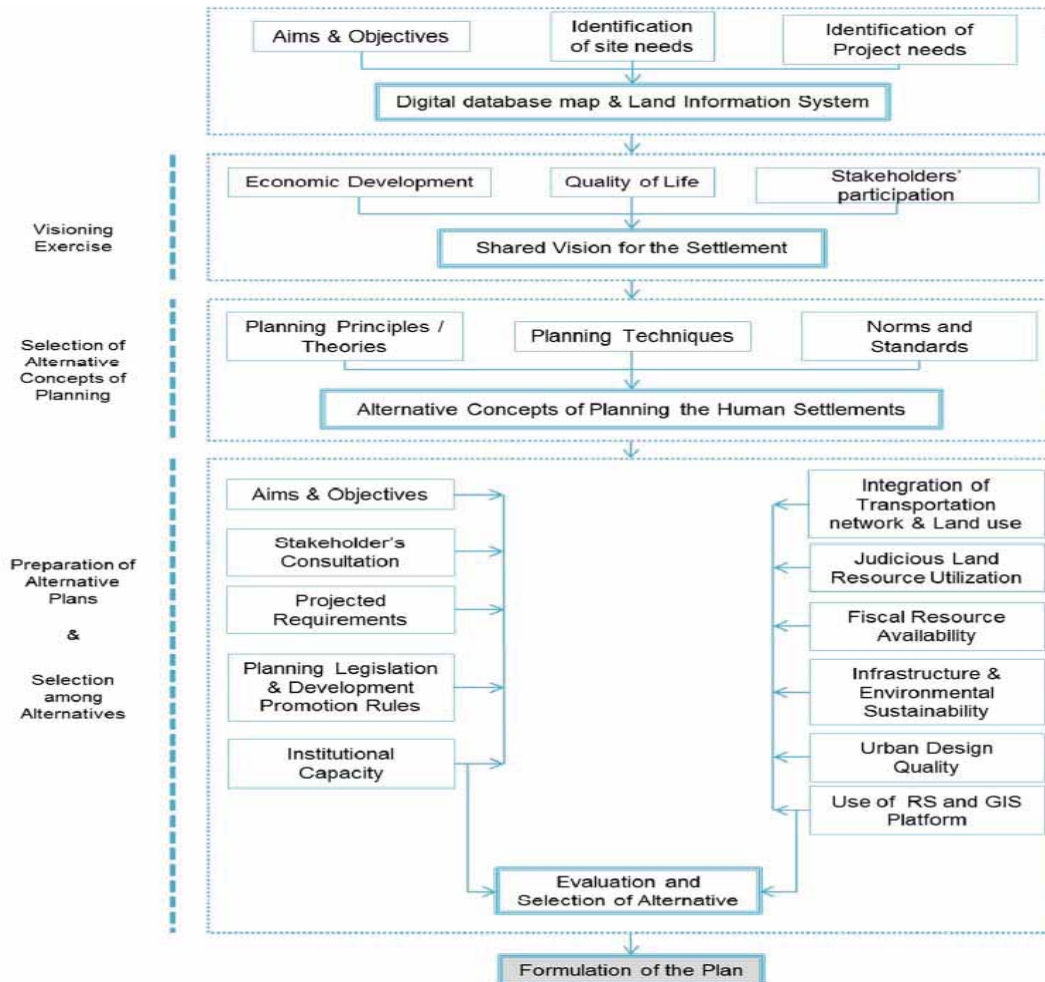 Aims & Objectives
Identification
of site needs
Identification of
Project needs
Digital database map & Land Information System
Visioning
Exercise
Economic Development
Quality of Life
Stakeholders'
participation
Shared Vision for the Settlement
Selection of
Alternative
Concepts of
Planning
Planning Principles /
Theories
Planning Techniques
Norms and
Standards
Alternative Concepts of Planning the Human Settlements
Preparation of
Alternative
Plans
&
Selection
among
Alternatives
Aims & Objectives
Stakeholder's
Consultation
Projected
Requirements
Planning Legislation
& Development
Promotion Rules
Institutional
Capacity
Integration of
Transportation
network & Land use
Judicious Land
Resource Utilization
Fiscal Resource
Availability
Infrastructure &
Environmental
Sustainability
Urban Design
Quality
Use of RS and GIS
Platform
Evaluation and
Selection of Alternative
Formulation of the Plan